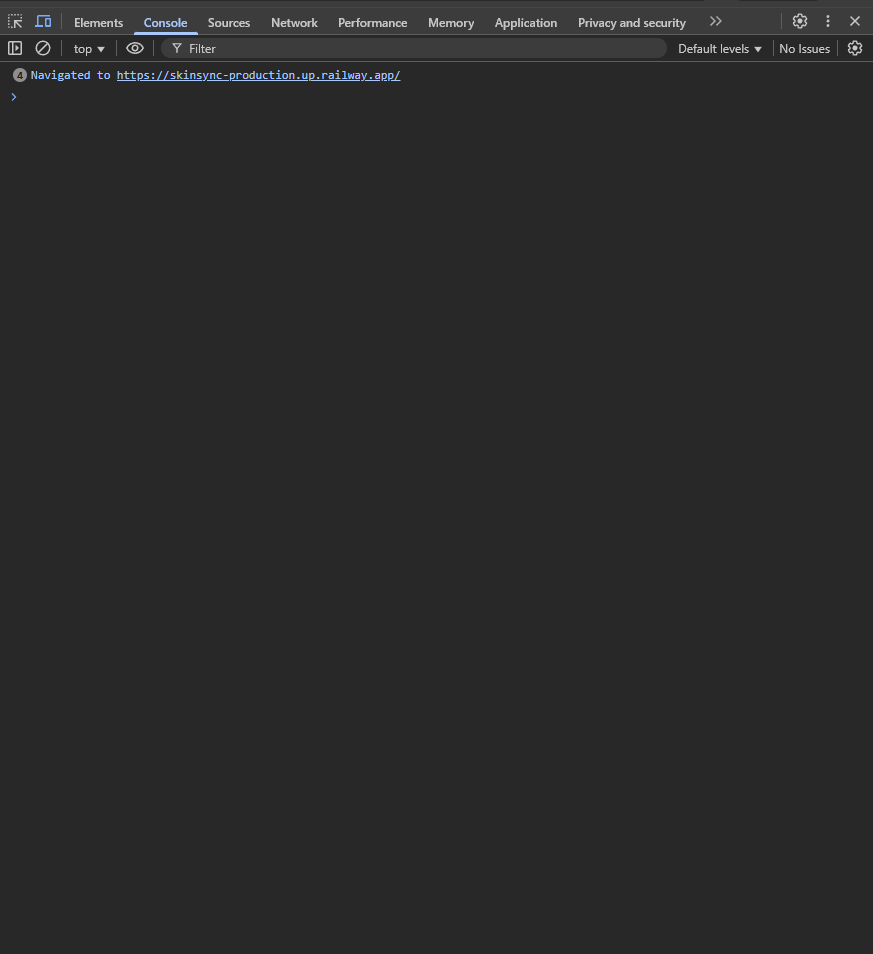 Elements Console Sources Network Performance Memory Application Privacy and security
top Filter Default levels No Issues
4 Navigated to https://skinsync-production.up.railway.app/